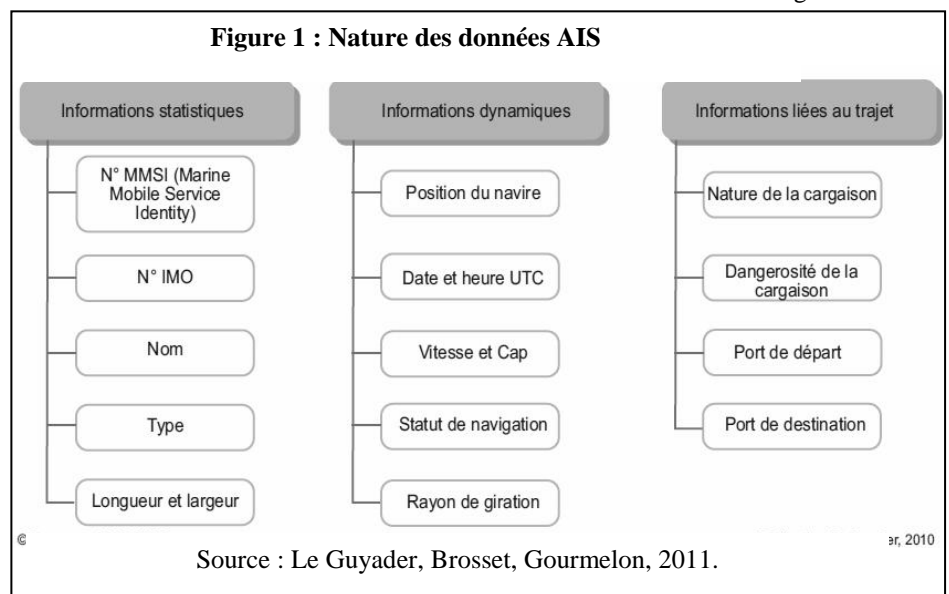 Figure 1 : Nature des données AIS
Informations statistiques
N° MMSI (Marine
Mobile Service
Identity)
N° IMO
Nom
Type
Longueur et largeur
Informations dynamiques
Position du navire
Date et heure UTC
Vitesse et Cap
Statut de navigation
Rayon de giration
Informations liées au trajet
Nature de la cargaison
Dangerosité de la
cargaison
Port de départ
Port de destination
©
er, 2010
Source : Le Guyader, Brosset, Gourmelon, 2011.